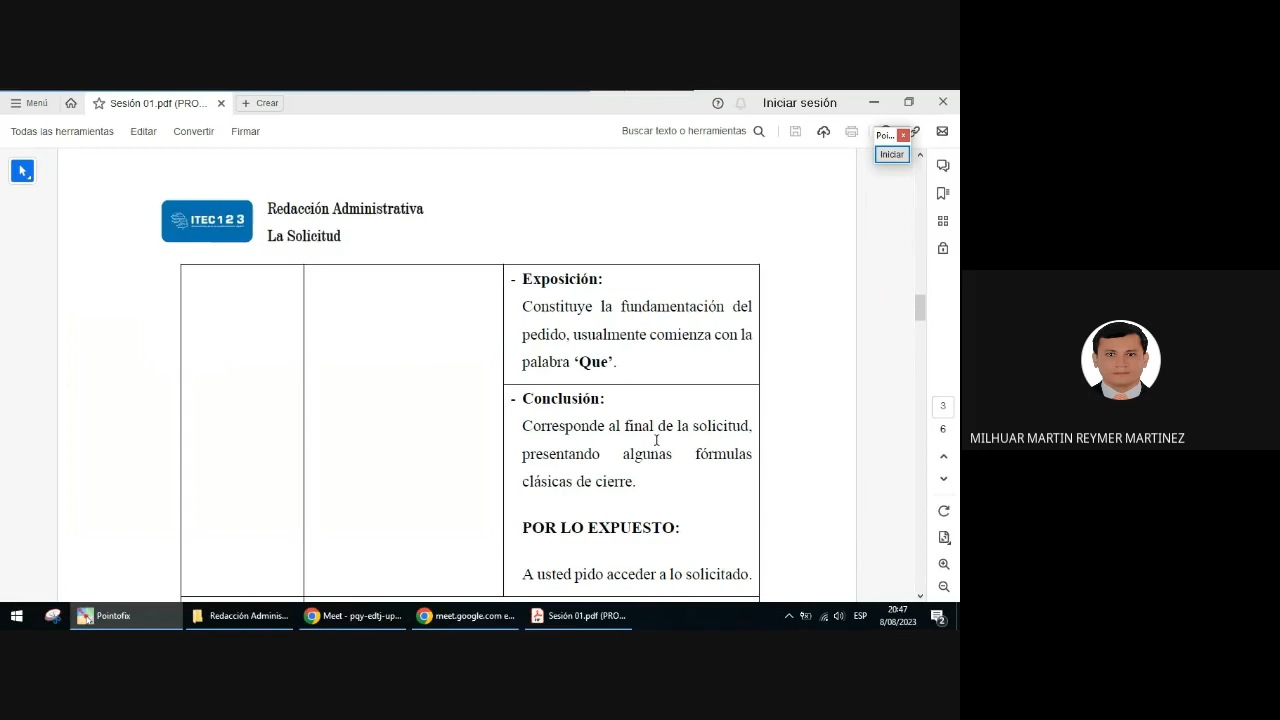 Menú
Sesión 01.pdf (PRO...
Crear
Iniciar sesión
Todas las herramientas
Editar
Convertir
Firmar
Buscar texto o herramientas
Poi...
Iniciar
ITEC 1 2 3
Redacción Administrativa
La Solicitud
- Exposición:
Constituye la fundamentación del
pedido, usualmente comienza con la
palabra ‘Que’.
- Conclusión:
Corresponde al final de la solicitud,
presentando algunas fórmulas
clásicas de cierre.
POR LO EXPUESTO:
A usted pido acceder a lo solicitado.
3
6
MILHUAR MARTIN REYMER MARTINEZ
Pointofix
Redacción Adminis...
Meet - pqy-edtj-up...
meet.google.com e...
Sesión 01.pdf (PRO...
ESP
20:47
8/08/2023
2